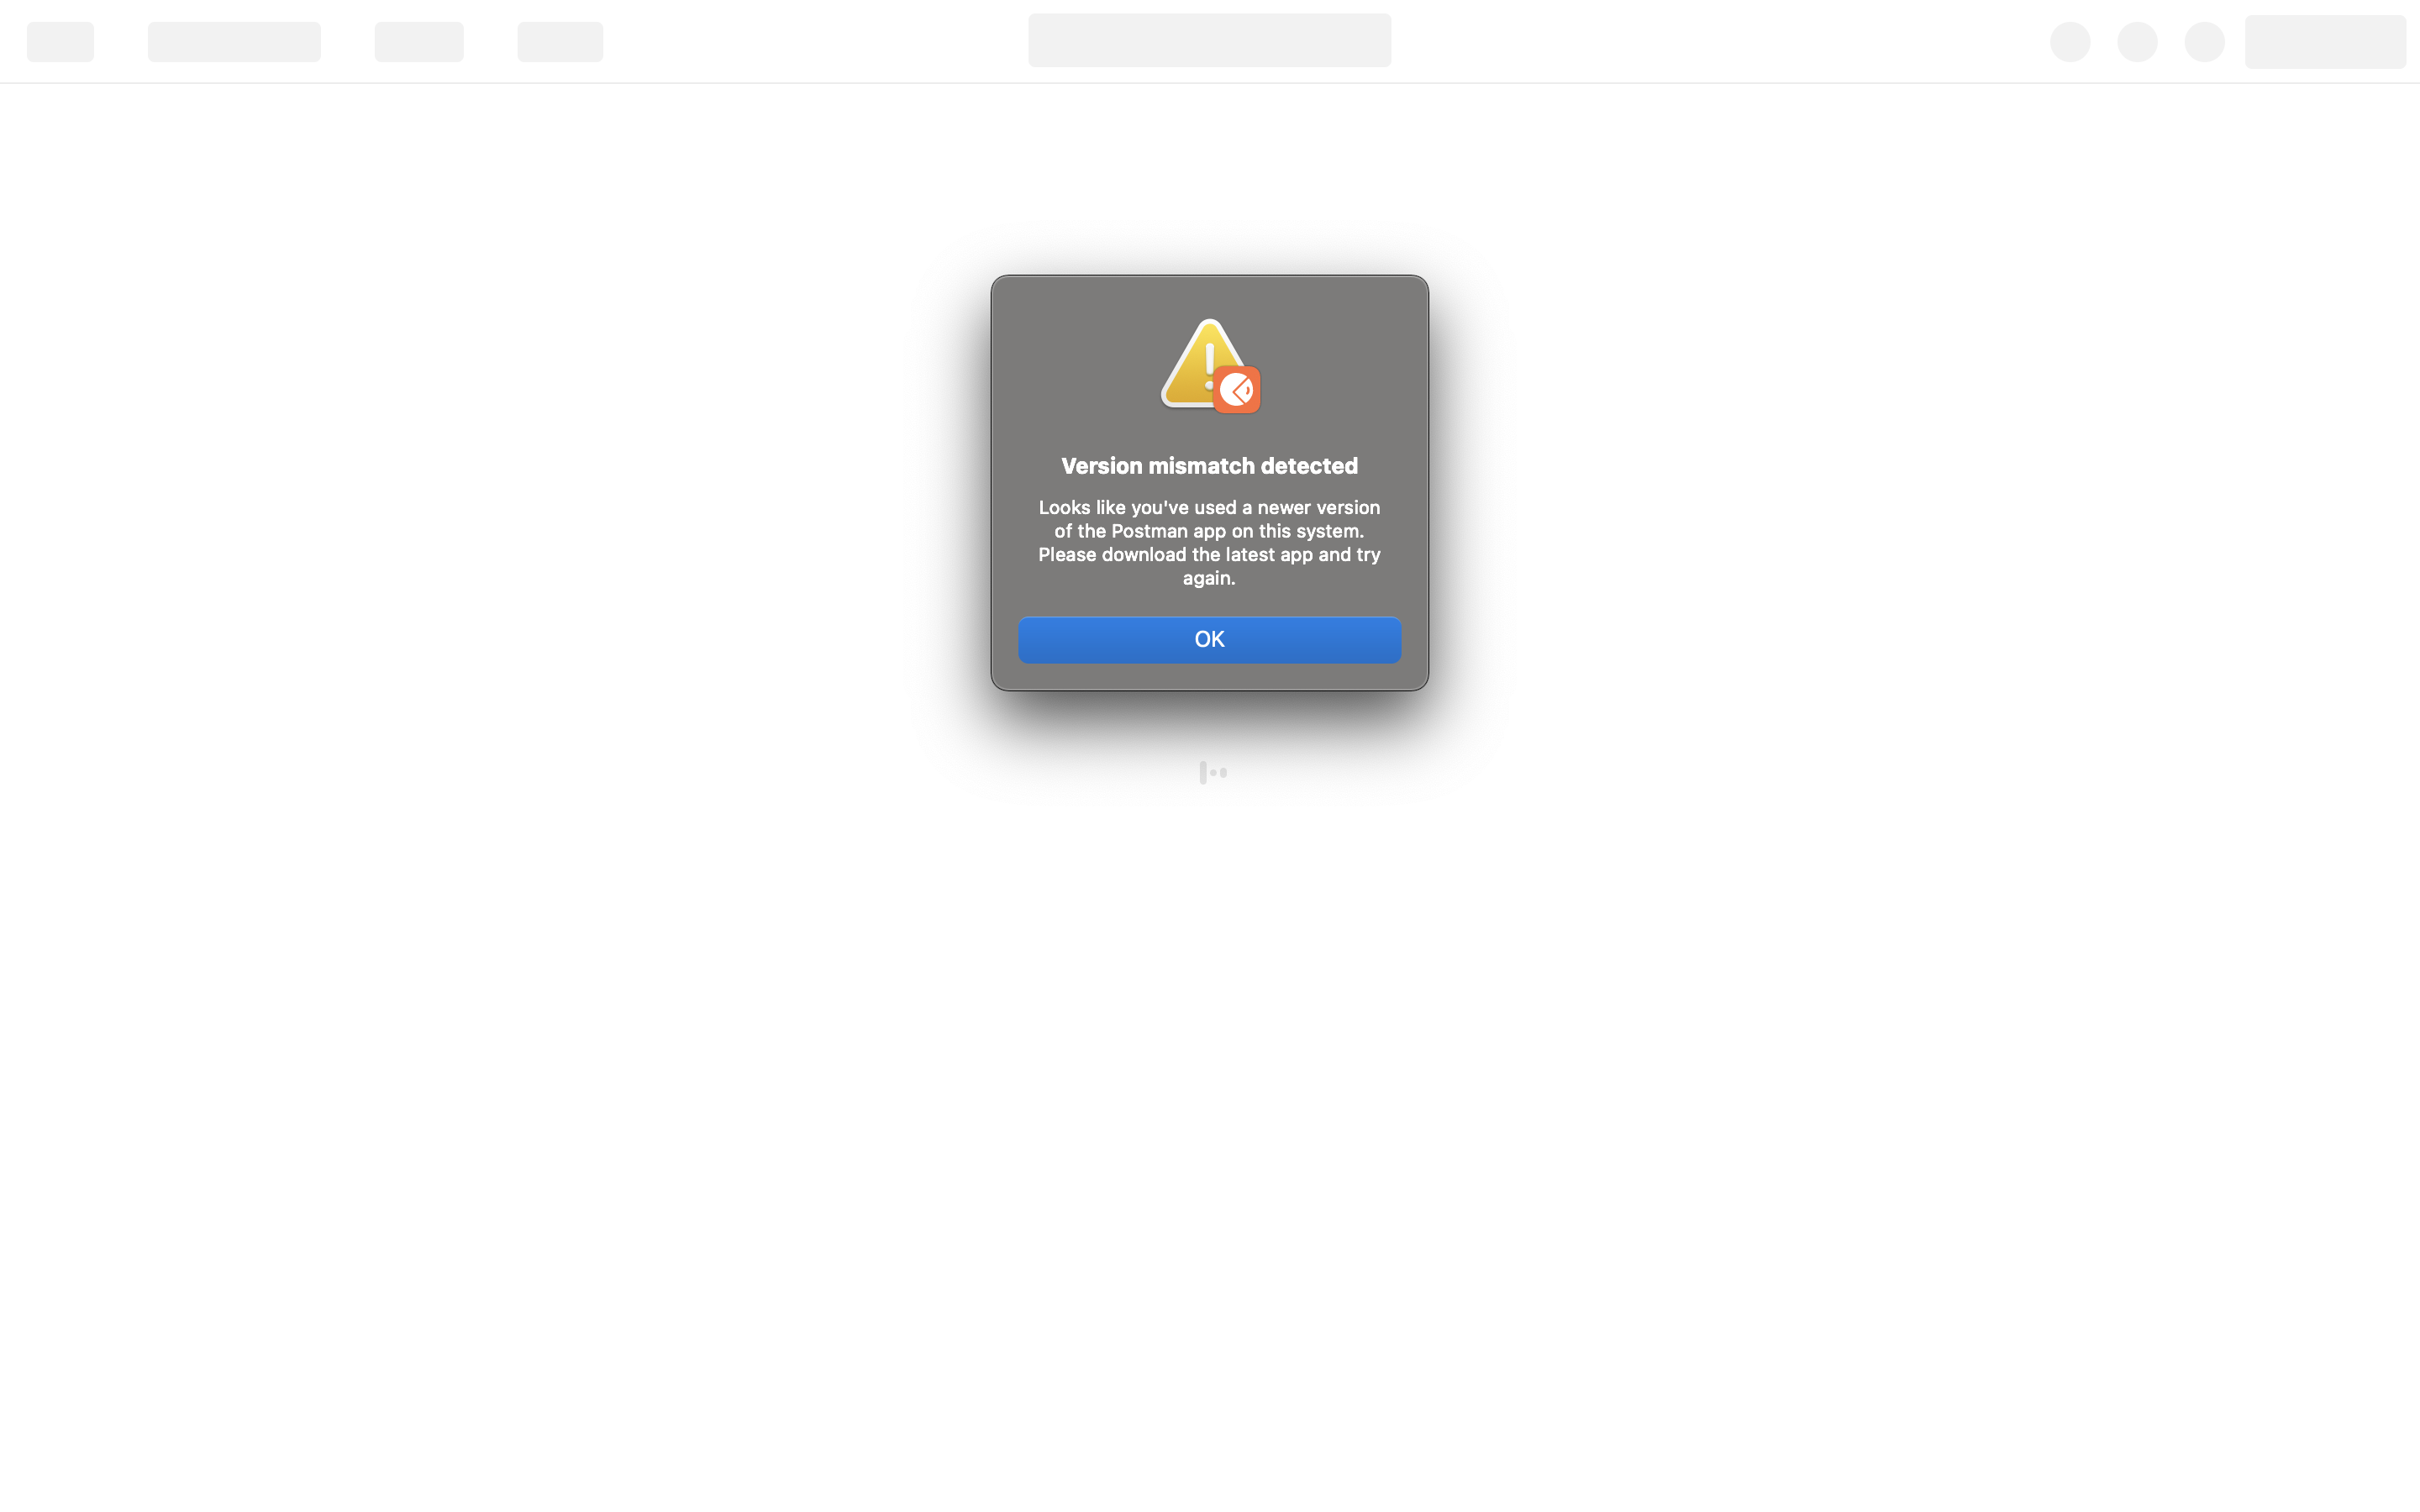 Version mismatch detected
Looks like you've used a newer version
of the Postman app on this system.
Please download the latest app and try
again.
OK